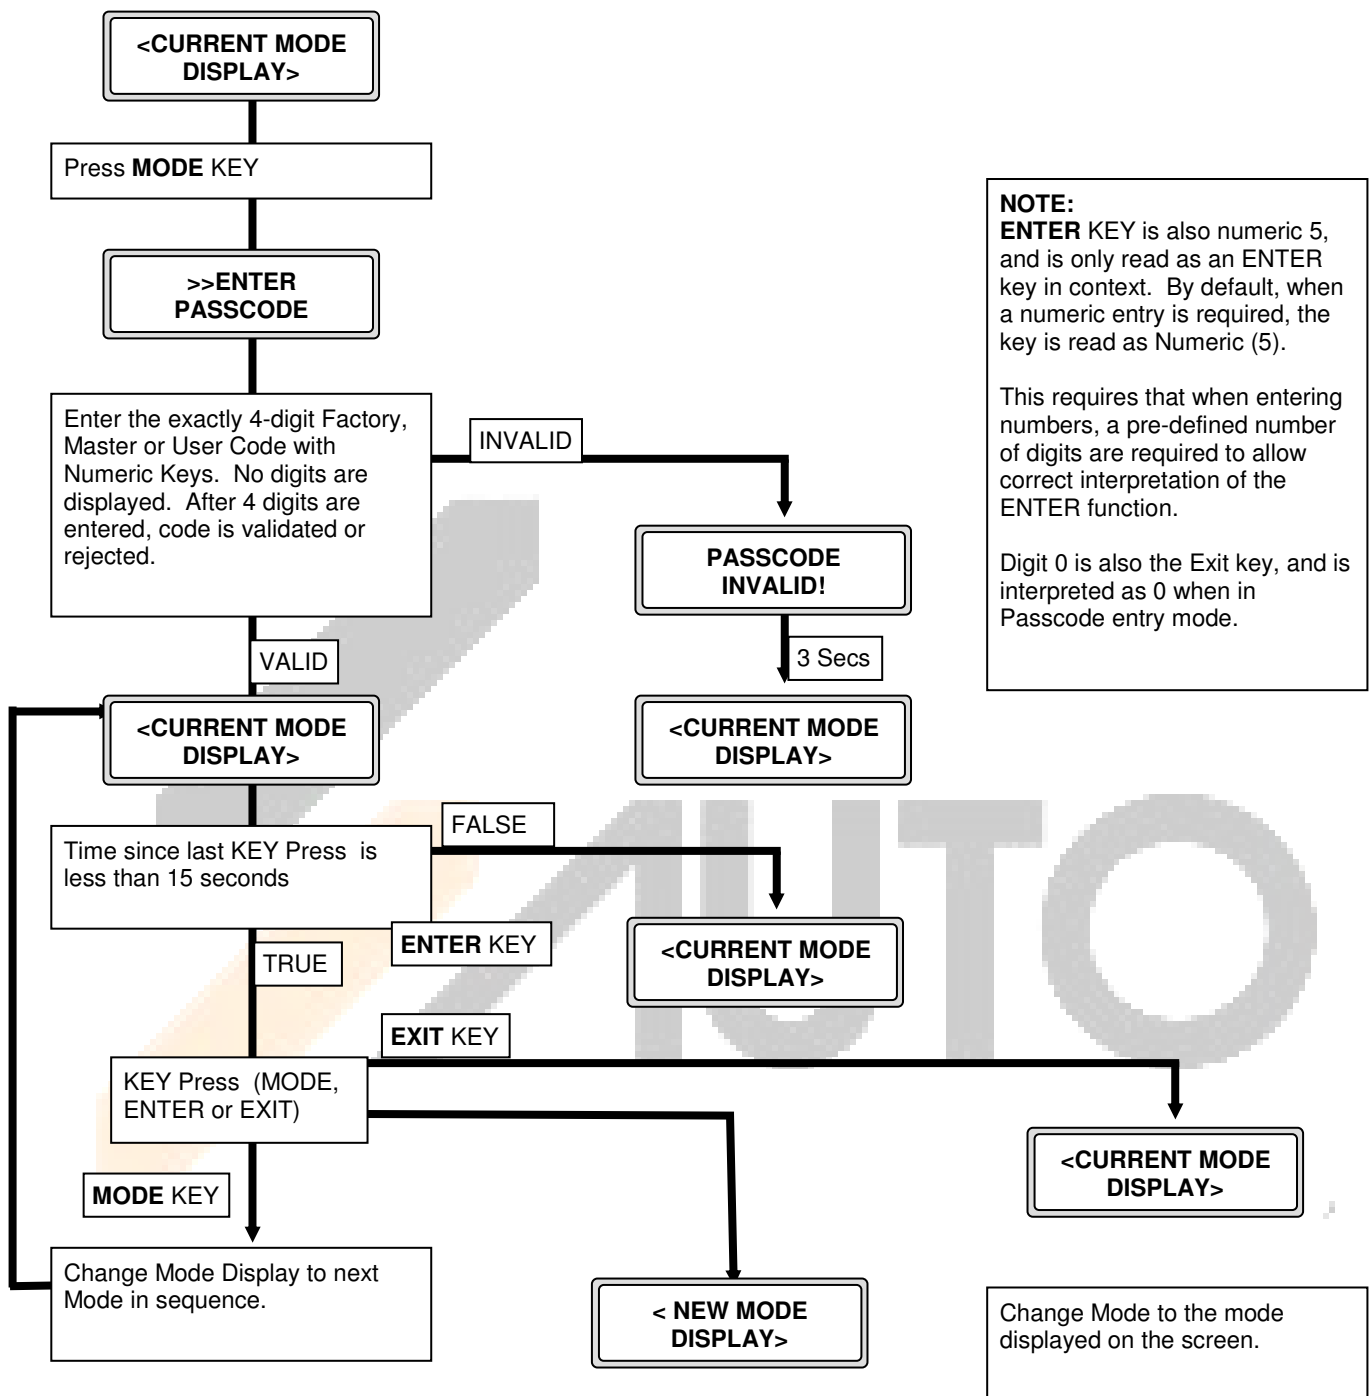 <CURRENT MODE
DISPLAY>
Press MODE KEY
>>ENTER
PASSCODE
Enter the exactly 4-digit Factory,
Master or User Code with
Numeric Keys.  No digits are
displayed.  After 4 digits are
entered, code is validated or
rejected.
INVALID
PASSCODE
INVALID!
3 Secs
<CURRENT MODE
DISPLAY>
NOTE:
ENTER KEY is also numeric 5,
and is only read as an ENTER
key in context.  By default, when
a numeric entry is required, the
key is read as Numeric (5).
This requires that when entering
numbers, a pre-defined number
of digits are required to allow
correct interpretation of the
ENTER function.
Digit 0 is also the Exit key, and is
interpreted as 0 when in
Passcode entry mode.
VALID
<CURRENT MODE
DISPLAY>
Time since last KEY Press  is
less than 15 seconds
FALSE
<CURRENT MODE
DISPLAY>
TRUE
ENTER KEY
EXIT KEY
KEY Press  (MODE,
ENTER or EXIT)
<CURRENT MODE
DISPLAY>
MODE KEY
Change Mode Display to next
Mode in sequence.
< NEW MODE
DISPLAY>
Change Mode to the mode
displayed on the screen.
AUTO